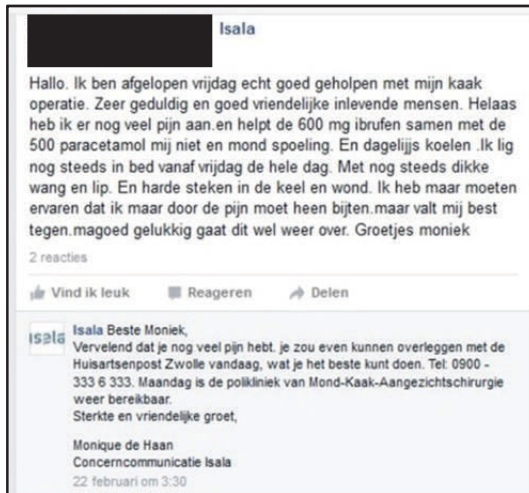 Isala
Hallo. Ik ben afgelopen vrijdag echt goed geholpen met mijn kaak
operatie. Zeer geduldig en goed vriendelijke inlevende mensen. Helaas
heb ik er nog veel pijn aan.en helpt de 600 mg ibrufen samen met de
500 paracetamol mij niet en mond spoeling. En dagelijjs koelen .Ik lig
nog steeds in bed vanaf vrijdag de hele dag. Met nog steeds dikke
wang en lip. En harde steken in de keel en wond. Ik heb maar moeten
ervaren dat ik maar door de pijn moet heen bijten.maar valt mij best
tegen.magoed gelukkig gaat dit wel weer over. Groetjes moniek
2 reacties
Vind ik leuk Reageren Delen
isala Isala Beste Moniek,
Vervelend dat je nog veel pijn hebt. je zou even kunnen overleggen met de
Huisartsenpost Zwolle vandaag, wat je het beste kunt doen. Tel: 0900 -
333 6 333. Maandag is de polikliniek van Mond-Kaak-Aangezichtschirurgie
weer bereikbaar.
Sterkte en vriendelijke groet,
Monique de Haan
Concerncommunicatie Isala
22 februari om 3:30